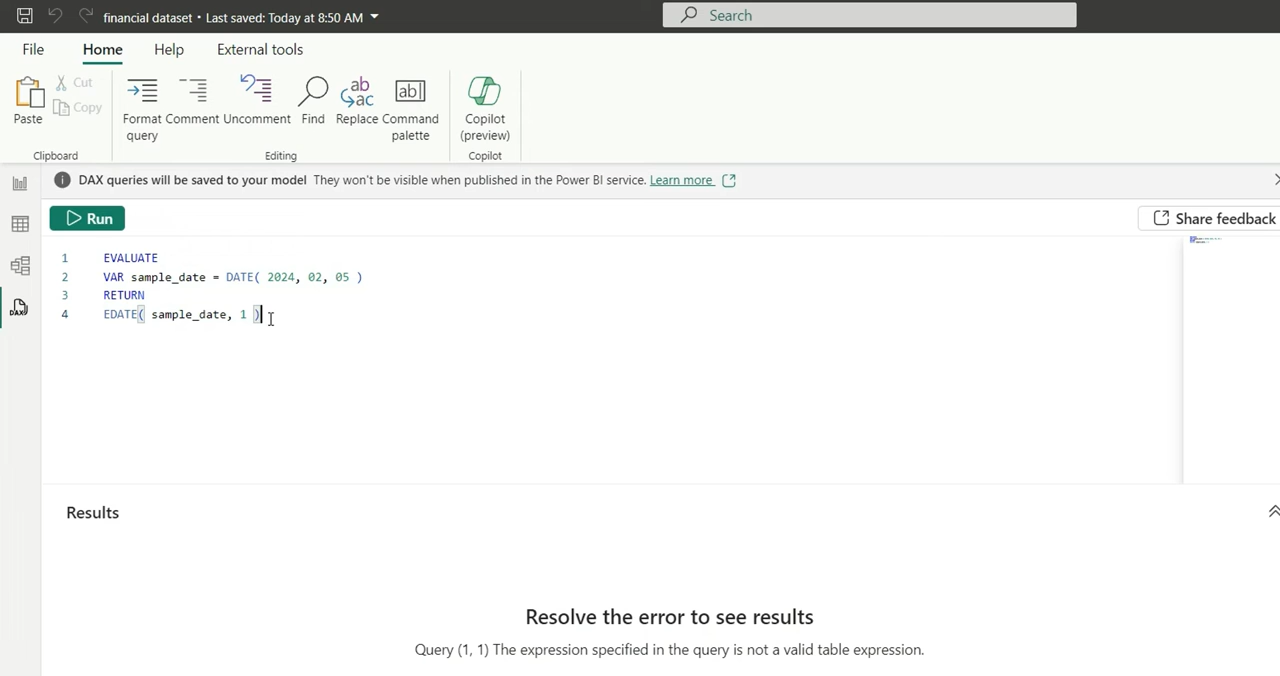 financial dataset • Last saved: Today at 8:50 AM
Search
File Home Help External tools
Paste
Cut
Copy
Clipboard
Format query
Comment
Uncomment
Find
Replace
Command palette
Editing
Copilot (preview)
Copilot
DAX queries will be saved to your model They won't be visible when published in the Power BI service. Learn more
Run
Share feedback
1 EVALUATE
2 VAR sample_date = DATE( 2024, 02, 05 )
3 RETURN
4 EDATE( sample_date, 1 )
Results
Resolve the error to see results
Query (1, 1) The expression specified in the query is not a valid table expression.